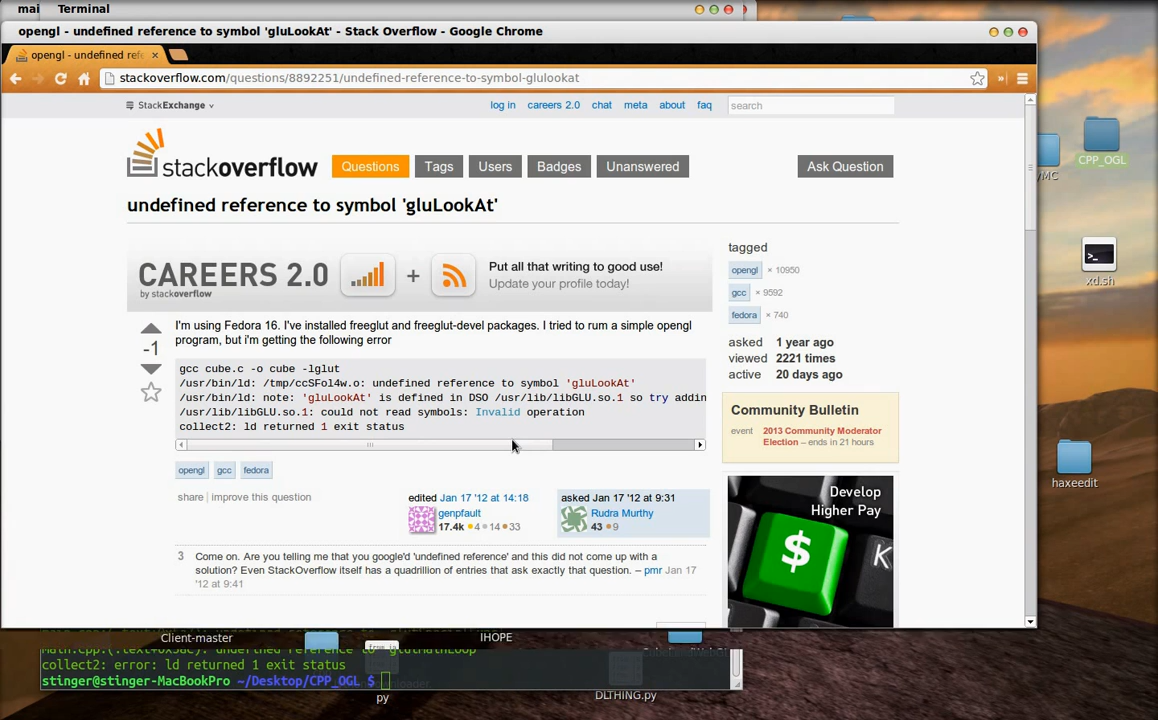 mai Terminal
opengl - undefined reference to symbol 'gluLookAt' - Stack Overflow - Google Chrome
opengl - undefined ref
stackoverflow.com/questions/8892251/undefined-reference-to-symbol-glulookat
StackExchange
log in careers 2.0 chat meta about faq search
stackoverflow Questions Tags Users Badges Unanswered Ask Question
CPP_OGL
yMC
undefined reference to symbol 'gluLookAt'
CAREERS 2.0
by stackoverflow
+
Put all that writing to good use!
Update your profile today!
tagged
opengl × 10950
gcc × 9592
fedora × 740
xd.sh
-1
I'm using Fedora 16. I've installed freeglut and freeglut-devel packages. I tried to rum a simple opengl
program, but i'm getting the following error
gcc cube.c -o cube -lglut
/usr/bin/ld: /tmp/ccSFol4w.o: undefined reference to symbol 'gluLookAt'
/usr/bin/ld: note: 'gluLookAt' is defined in DSO /usr/lib/libGLU.so.1 so try addin
/usr/lib/libGLU.so.1: could not read symbols: Invalid operation
collect2: ld returned 1 exit status
asked 1 year ago
viewed 2221 times
active 20 days ago
Community Bulletin
event 2013 Community Moderator
Election – ends in 21 hours
opengl gcc fedora
share improve this question
edited Jan 17 '12 at 14:18
genpfault
17.4k 4 14 33
asked Jan 17 '12 at 9:31
Rudra Murthy
43 9
haxeedit
Develop
Higher Pay
$
K
3 Come on. Are you telling me that you google'd 'undefined reference' and this did not come up with a
solution? Even StackOverflow itself has a quadrillion of entries that ask exactly that question. – pmr Jan 17
'12 at 9:41
Client-master
IHOPE
collect2: error: ld returned 1 exit status
stinger@stinger-MacBookPro ~/Desktop/CPP_OGL $
py
DLTHING.py